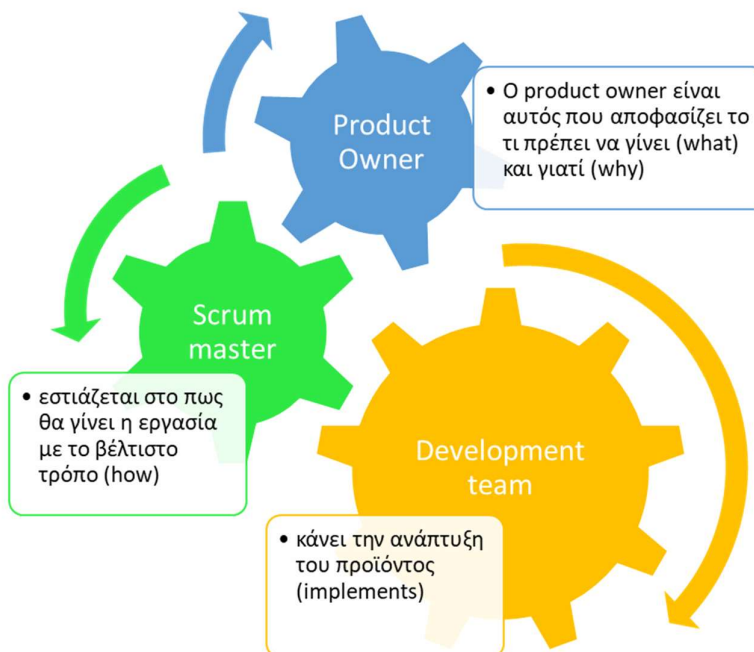 Product
Owner
• Ο product owner είναι
αυτός που αποφασίζει το
τι πρέπει να γίνει (what)
και γιατί (why)
Scrum
master
• εστιάζεται στο πως
θα γίνει η εργασία
με το βέλτιστο
τρόπο (how)
Development
team
• κάνει την ανάπτυξη
του προϊόντος
(implements)